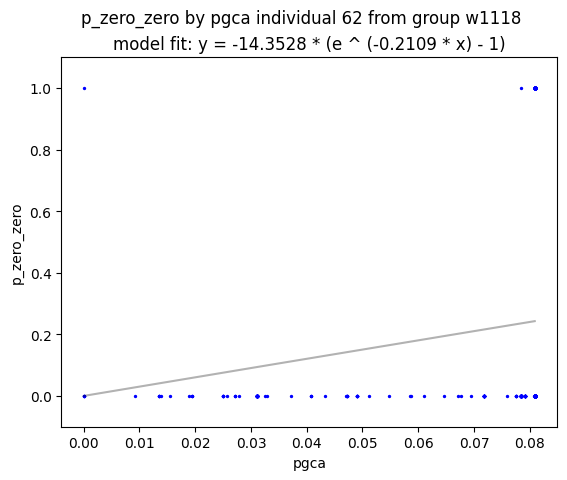 p_zero_zero by pgca individual 62 from group w1118
model fit: y = -14.3528 * (e ^ (-0.2109 * x) - 1)
1.0
0.8
0.6
0.4
0.2
0.0
p_zero_zero
0.00 0.01 0.02 0.03 0.04 0.05 0.06 0.07 0.08
pgca